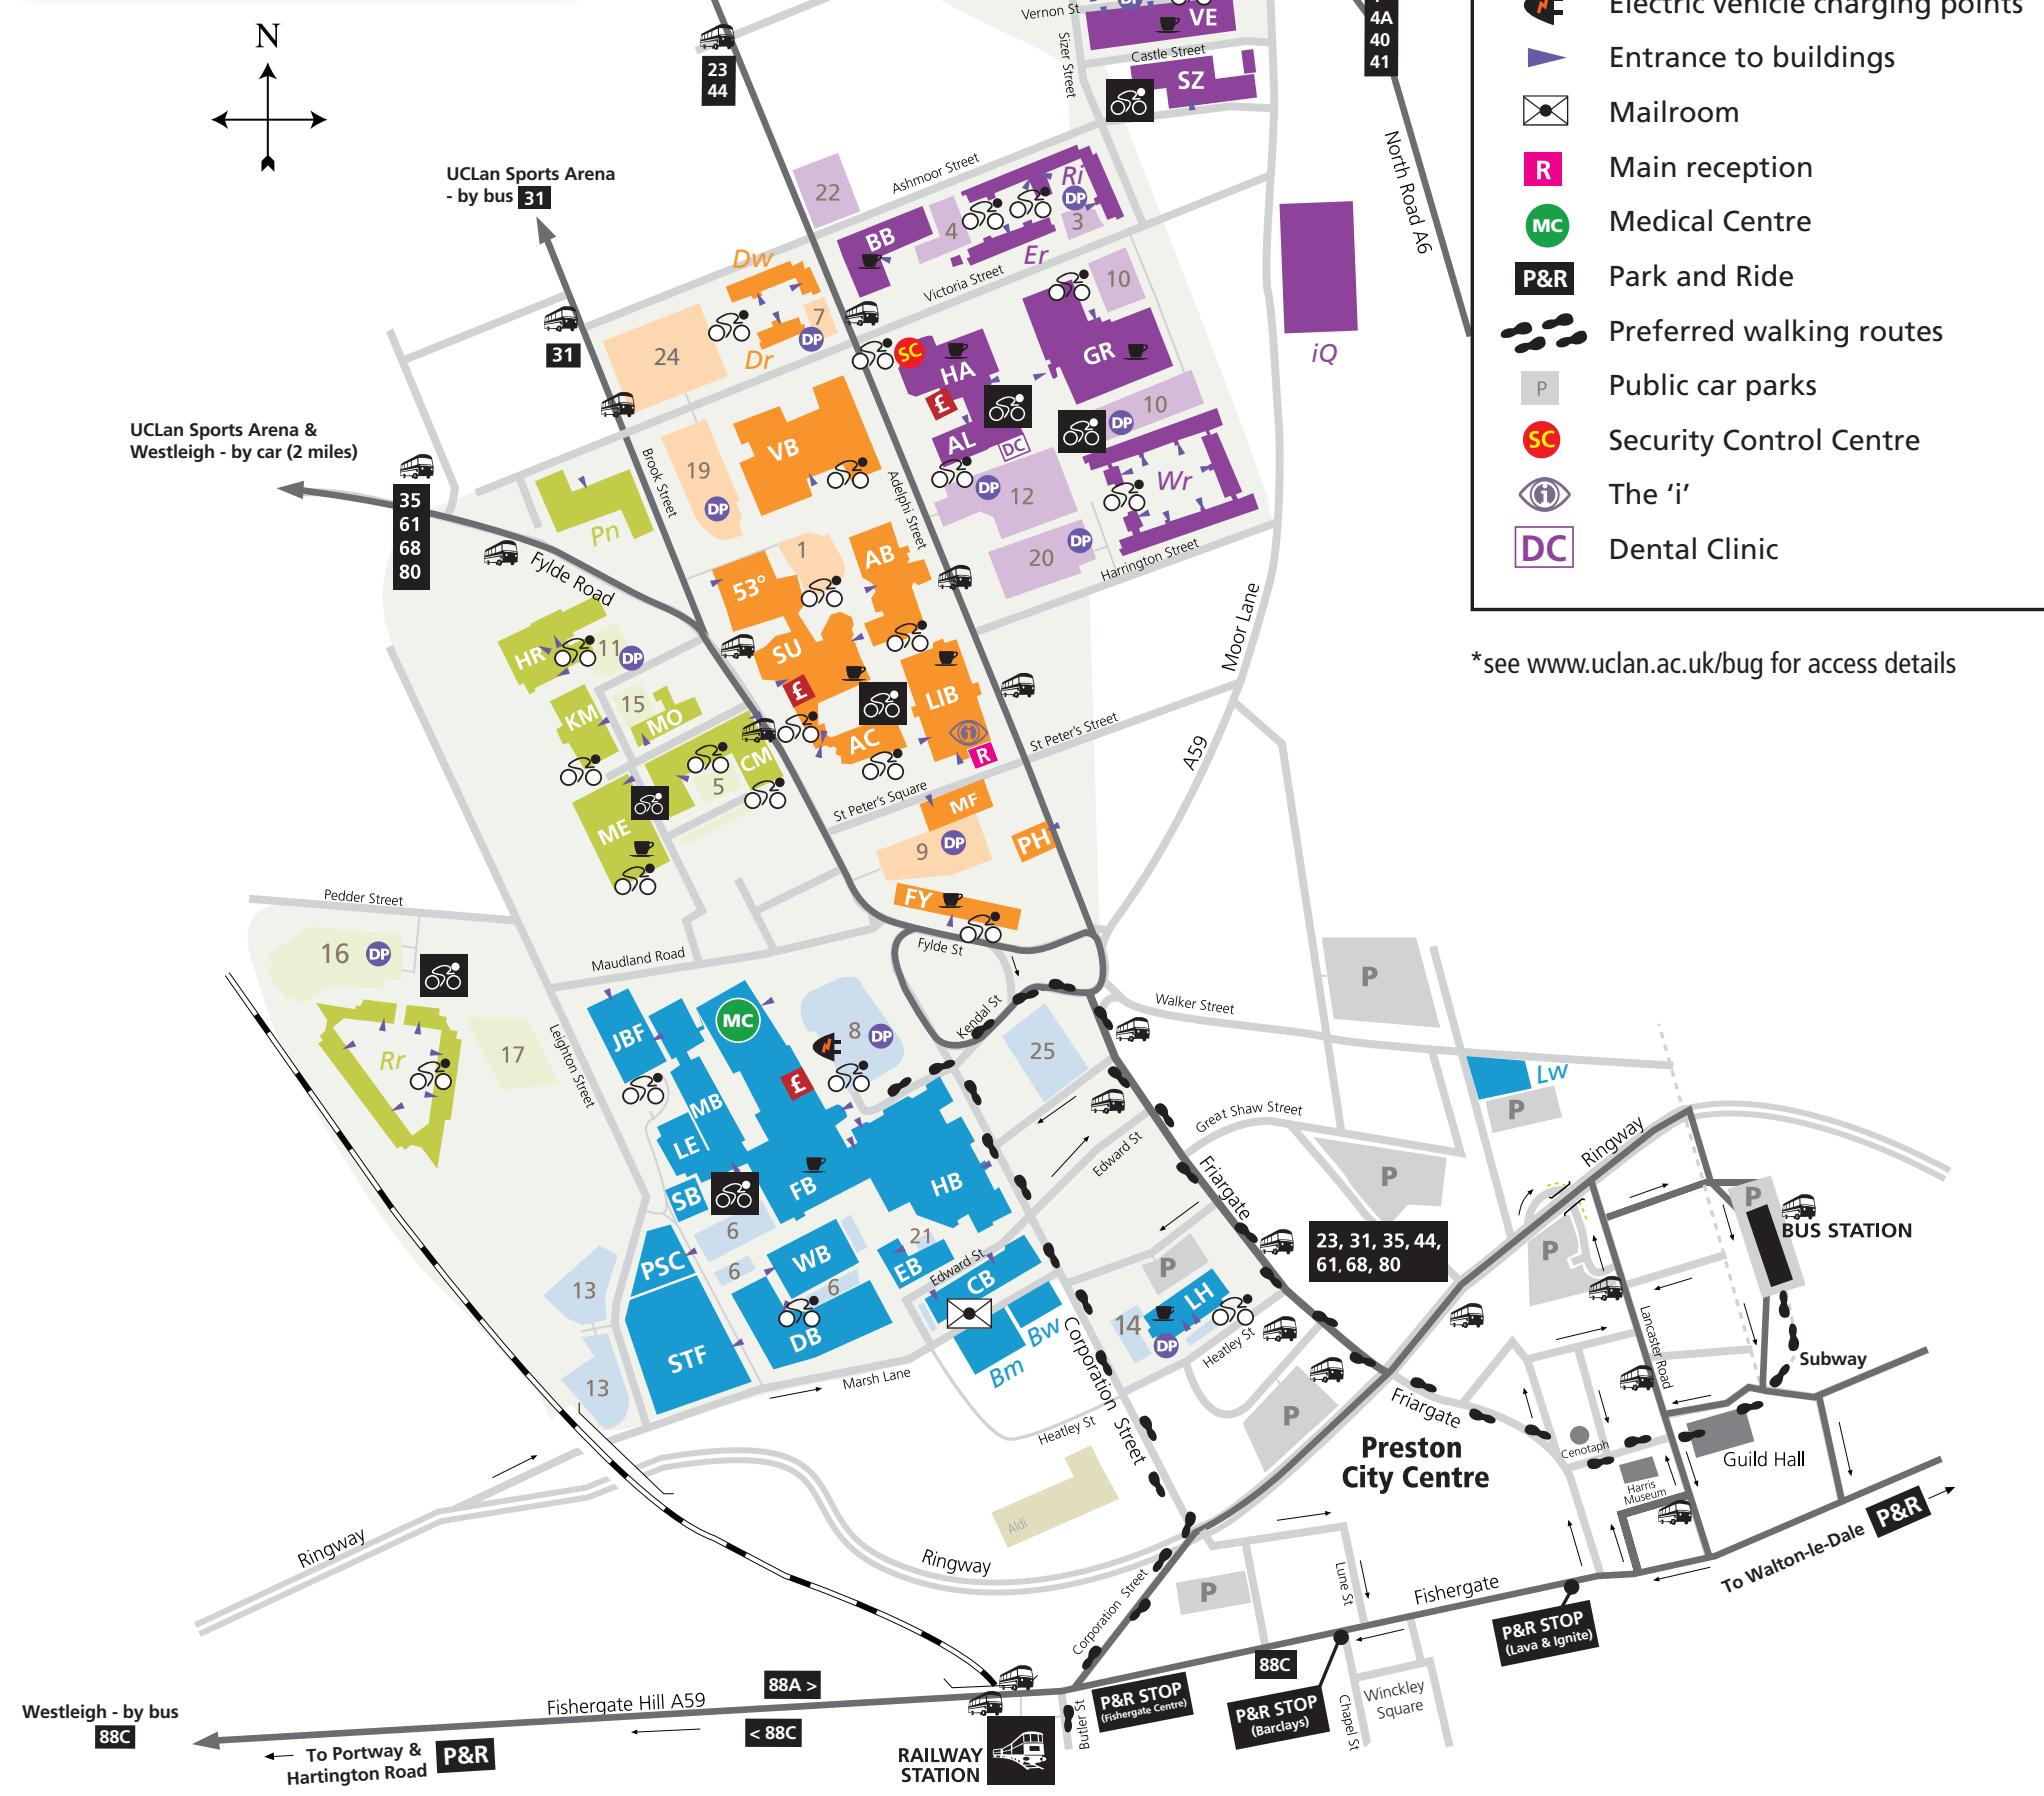 Vernon St
DP
VE
Sizer Street
Castle Street
SZ
4A
40
41
Electric vehicle charging points
Entrance to buildings
Mailroom
R
Main reception
MC
Medical Centre
P&R
Park and Ride
Preferred walking routes
P
Public car parks
SC
Security Control Centre
The ‘i’
DC
Dental Clinic
*see www.uclan.ac.uk/bug for access details
N
23
44
UCLan Sports Arena
- by bus 31
31
UCLan Sports Arena &
Westleigh - by car (2 miles)
35
61
68
80
North Road A6
22
Ashmoor Street
BB
4
Ri
DP
3
Er
Victoria Street
Dw
7
DP
Dr
24
10
GR
iQ
SC
HA
£
AL
DC
10
DP
Wr
DP
12
20
DP
Harrington Street
VB
19
DP
Brook Street
Adelphi Street
Pn
Fylde Road
1
AB
53°
SU
£
LIB
AC
R
HR
11
DP
KM
15
MO
CM
5
ME
Moor Lane
A59
St Peter's Street
St Peter's Square
MF
9
DP
PH
FY
Fylde St
Pedder Street
16
DP
Rr
17
Maudland Road
Leighton Street
JBF
MC
MB
£
8
DP
LE
SB
FB
HB
6
6
6
PSC
WB
21
EB
Edward St
CB
STF
DB
13
13
Bm
Bw
Marsh Lane
Kendal St
25
Walker Street
Great Shaw Street
Edward St
Friargate
P
Lw
P
P
Ringway
23, 31, 35, 44,
61, 68, 80
P
BUS STATION
P
P
LH
14
DP
Heatley St
Corporation Street
Heatley St
P
Aldi
Lancaster Road
Subway
Friargate
Preston
City Centre
Cenotaph
Harris
Museum
Guild Hall
Ringway
Ringway
Corporation Street
P
Lune St
Fishergate
To Walton-le-Dale P&R
P&R STOP
(Lava & Ignite)
88C
P&R STOP
(Barclays)
P&R STOP
(Fishergate Centre)
Chapel St
Winckley
Square
Butler St
RAILWAY
STATION
88A >
Fishergate Hill A59
< 88C
Westleigh - by bus
88C
To Portway &
Hartington Road
P&R